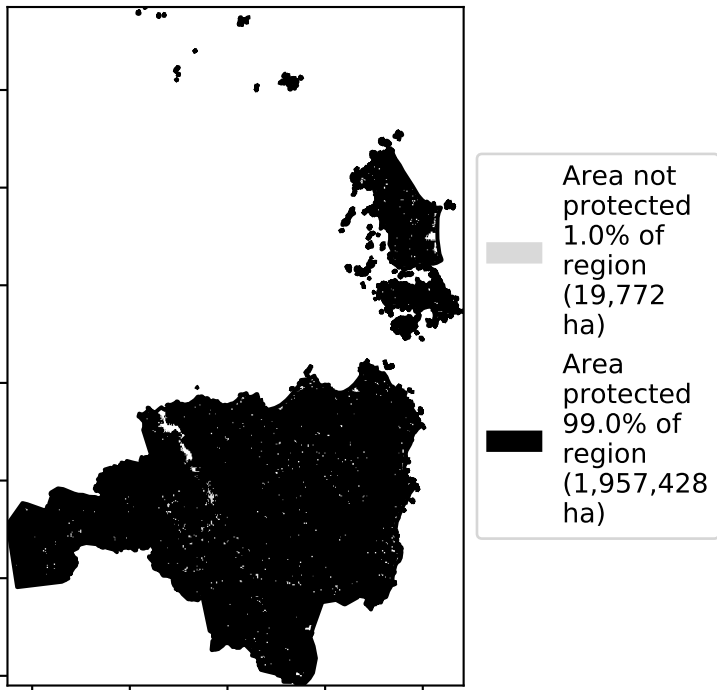 Area not
protected
1.0% of
region
(19,772
ha)
Area
protected
99.0% of
region
(1,957,428
ha)